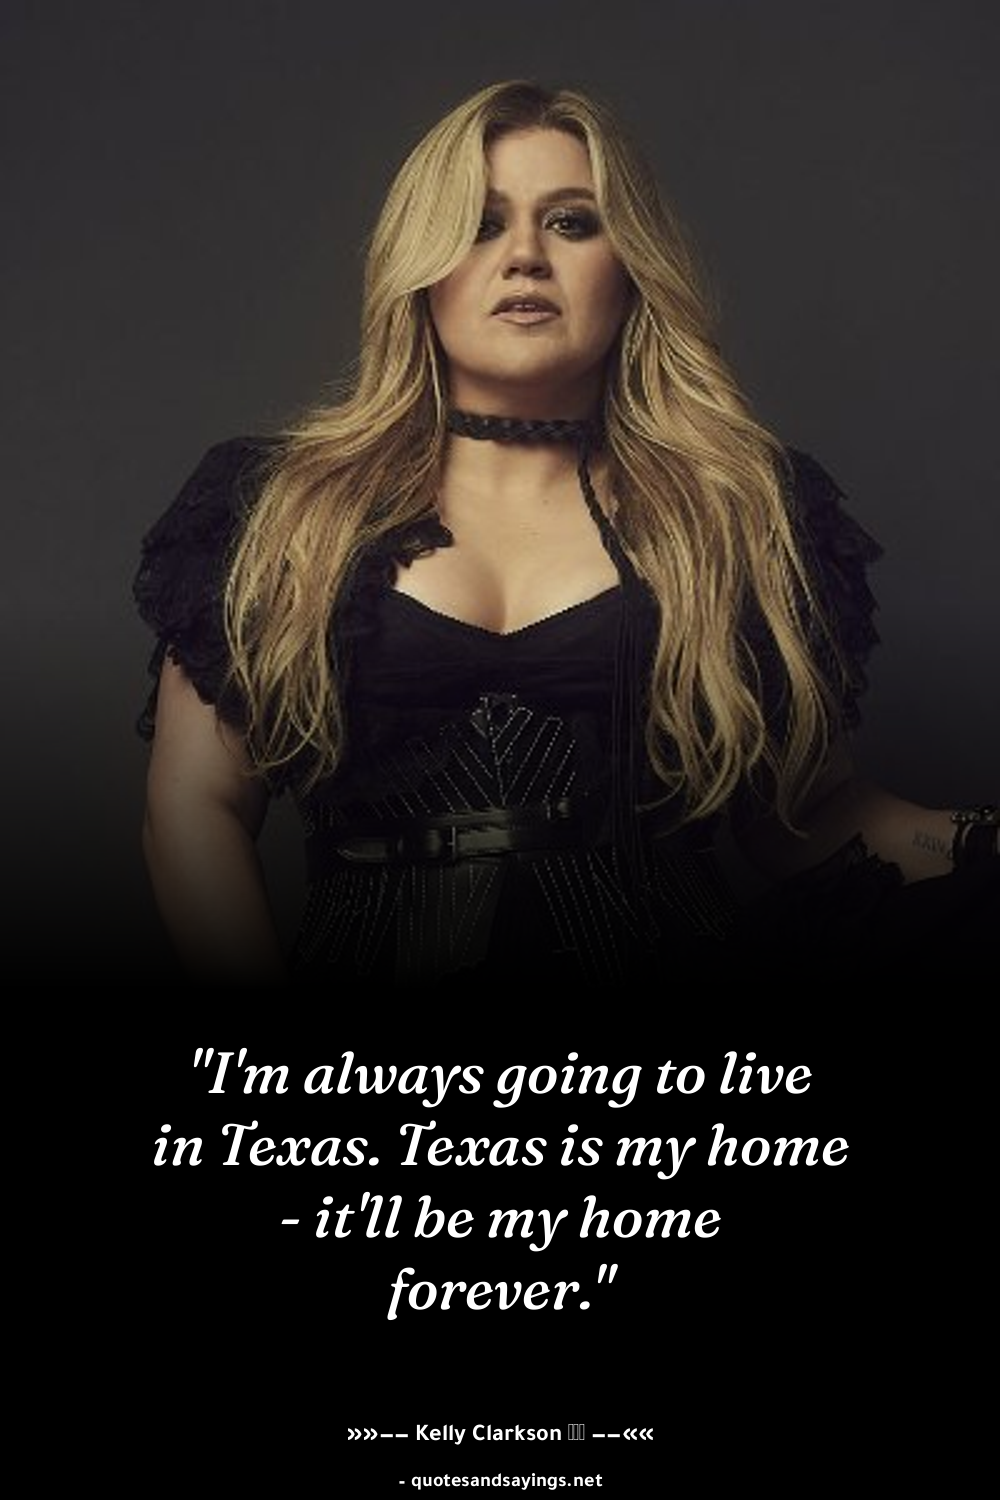 "I'm always going to live
in Texas. Texas is my home
- it'll be my home
forever."
»»–– Kelly Clarkson ––««
- quotesandsayings.net